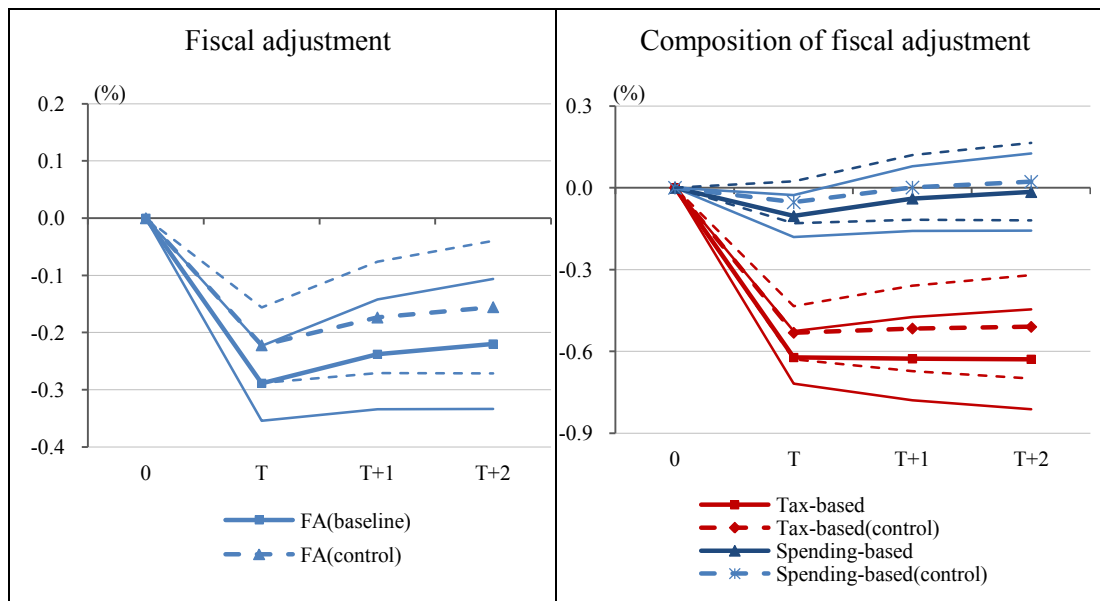 Fiscal adjustment
(%)
0.2
0.1
0.0
-0.1
-0.2
-0.3
-0.4
0 T T+1 T+2
FA(baseline)
FA(control)
Composition of fiscal adjustment
(%)
0.3
0.0
-0.3
-0.6
-0.9
0 T T+1 T+2
Tax-based
Tax-based(control)
Spending-based
Spending-based(control)